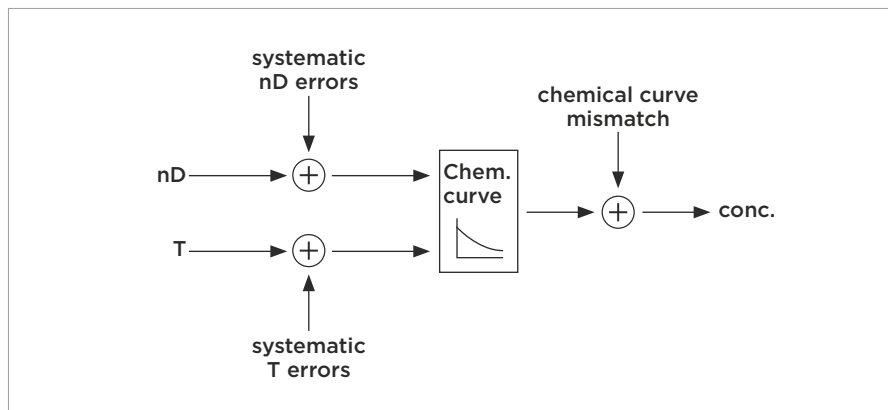 systematic
nD errors
chemical curve
mismatch
nD
Chem.
curve
conc.
T
systematic
T errors